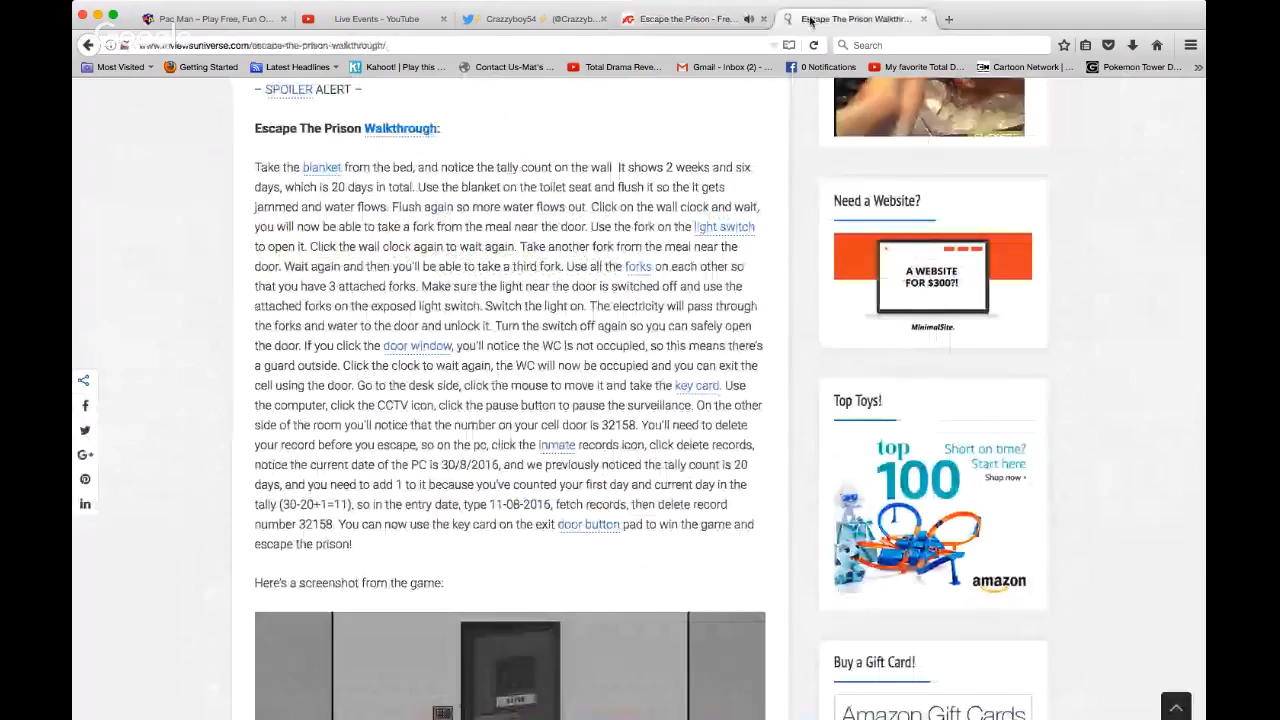 Pac Man – Play Free, Fun O...
Live Events - YouTube
Crazzyboy54 ⚡ (@Crazzyb...
Escape the Prison - Fre...
Escape The Prison Walkthr...
viewsuniverse.com/escape-the-prison-walkthrough/
Search
Most Visited
Getting Started
Latest Headlines
Kahoot! | Play this ...
Contact Us-Mat's ...
Total Drama Reve...
Gmail - Inbox (2) - ...
0 Notifications
My favorite Total D...
Cartoon Network | ...
Pokemon Tower D...
– SPOILER ALERT –
Escape The Prison Walkthrough:
Take the blanket from the bed, and notice the tally count on the wall It shows 2 weeks and six
days, which is 20 days in total. Use the blanket on the toilet seat and flush it so the it gets
jammed and water flows. Flush again so more water flows out. Click on the wall clock and wait,
you will now be able to take a fork from the meal near the door. Use the fork on the light switch
to open it. Click the wall clock again to wait again. Take another fork from the meal near the
door. Wait again and then you'll be able to take a third fork. Use all the forks on each other so
that you have 3 attached forks. Make sure the light near the door is switched off and use the
attached forks on the exposed light switch. Switch the light on. The electricity will pass through
the forks and water to the door and unlock it. Turn the switch off again so you can safely open
the door. If you click the door window, you'll notice the WC is not occupied, so this means there's
a guard outside. Click the clock to wait again, the WC will now be occupied and you can exit the
cell using the door. Go to the desk side, click the mouse to move it and take the key card. Use
the computer, click the CCTV icon, click the pause button to pause the surveillance. On the other
side of the room you'll notice that the number on your cell door is 32158. You'll need to delete
your record before you escape, so on the pc, click the inmate records icon, click delete records,
notice the current date of the PC is 30/8/2016, and we previously noticed the tally count is 20
days, and you need to add 1 to it because you've counted your first day and current day in the
tally (30-20+1=11), so in the entry date, type 11-08-2016, fetch records, then delete record
number 32158. You can now use the key card on the exit door button pad to win the game and
escape the prison!
Here's a screenshot from the game:
Need a Website?
A WEBSITE
FOR $300?!
MinimalSite.
Top Toys!
top
100
Short on time?
Start here
Shop now ›
amazon
Buy a Gift Card!
Amazon Gift Cards